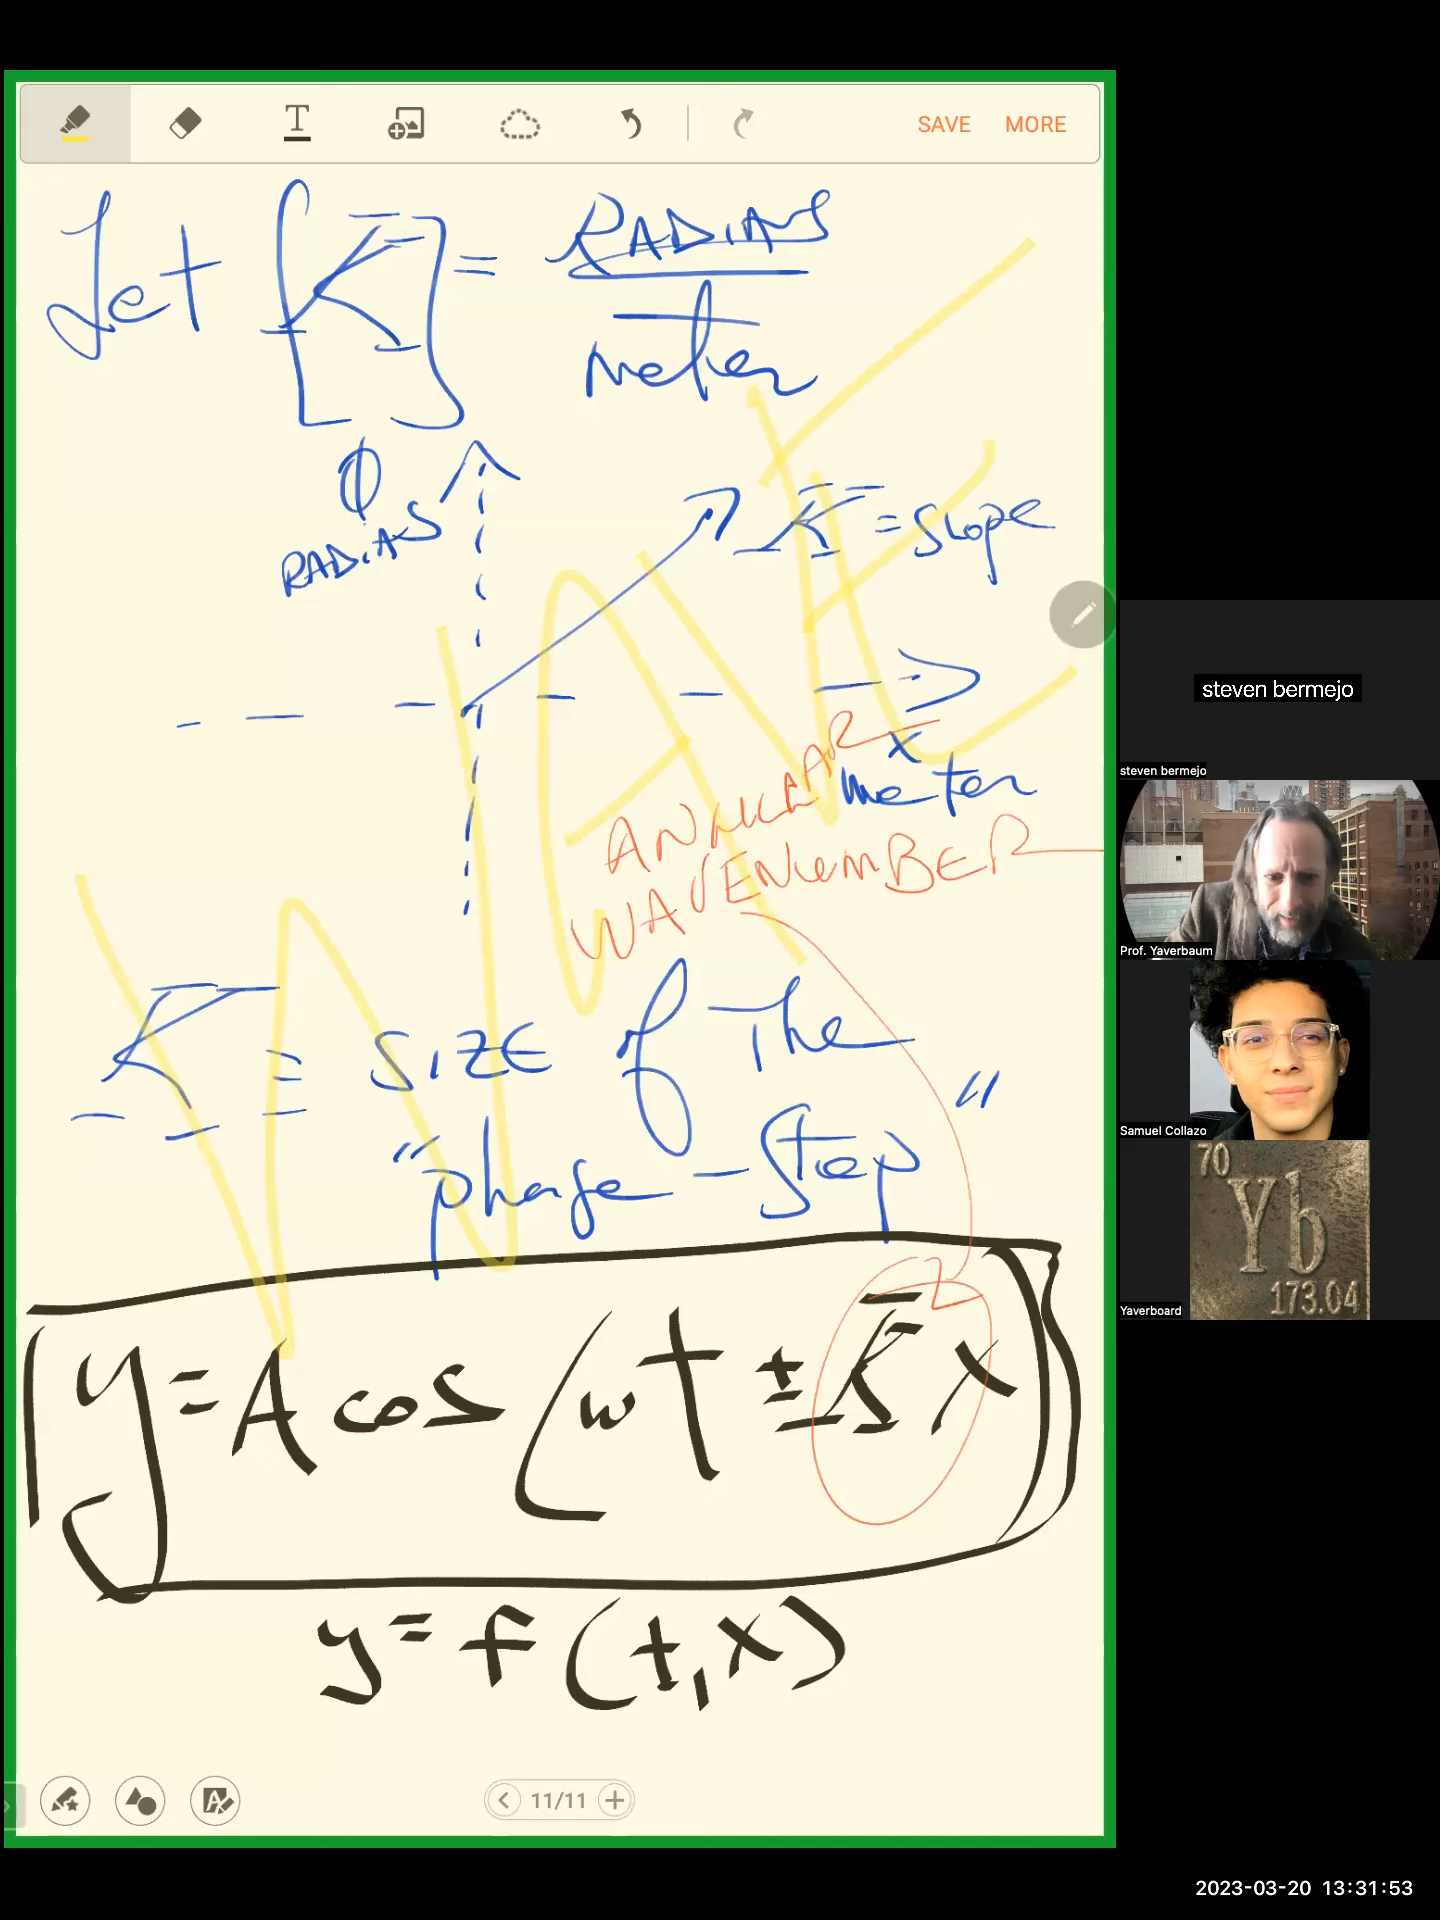 SAVE MORE
Let [K] = RADIANS
meter
Φ
RADIANS
K = slope
x
meter
ANGULAR
WAVENUMBER
WAVE
K ≡ SIZE of The
"phase-step"
y = A cos (ωt ± Kx)
y = f(t,x)
11/11
steven bermejo
steven bermejo
Prof. Yaverbaum
Samuel Collazo
70
Yb
173.04
Yaverboard
2023-03-20 13:31:53